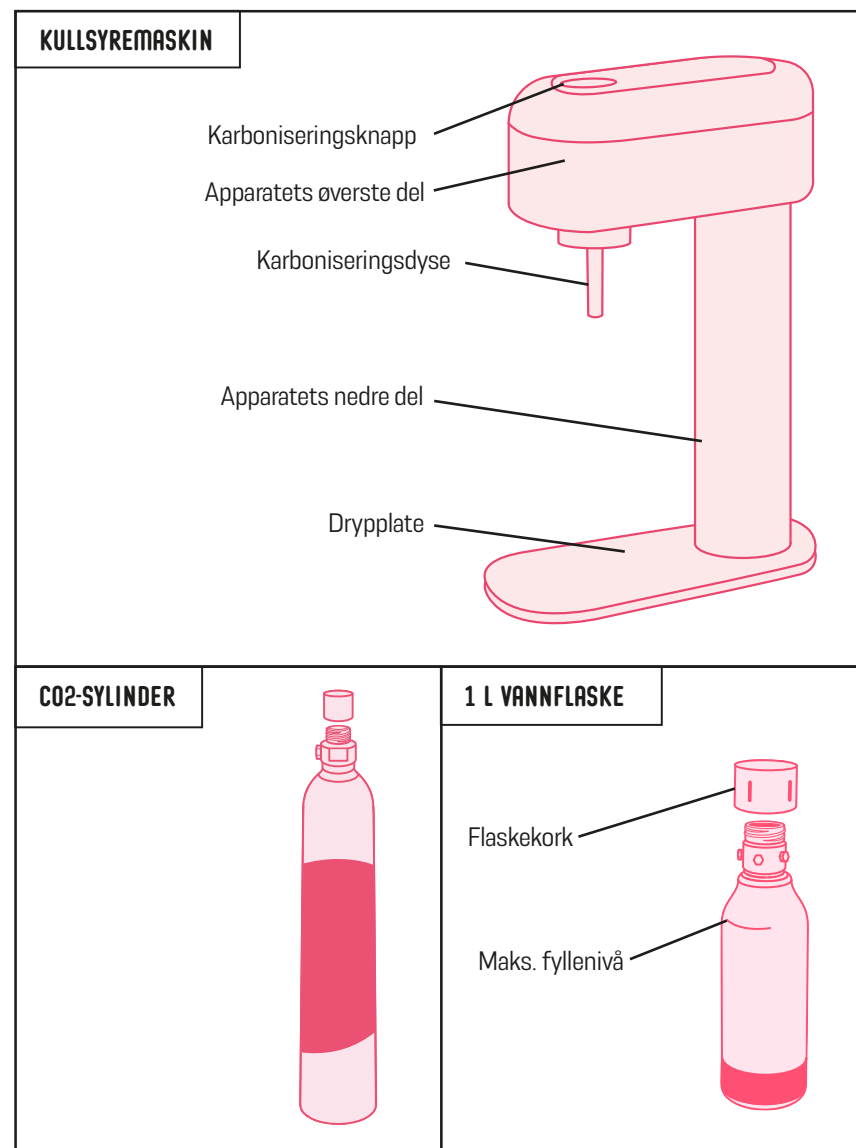 KULLSYREMASKIN
Karboniseringsknapp
Apparatets øverste del
Karboniseringsdyse
Apparatets nedre del
Drypplate
CO2-SYLINDER
1 L VANNFLASKE
Flaskekork
Maks. fyllenivå